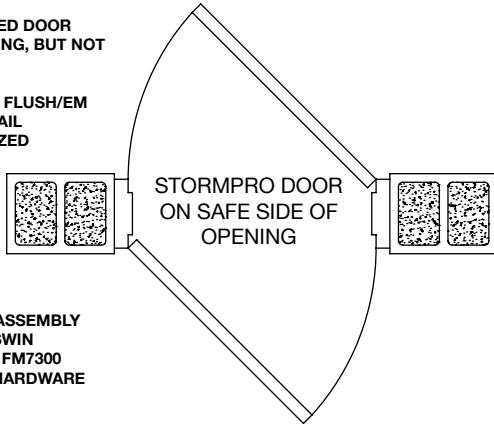 ED DOOR
NG, BUT NOT
FLUSH/EM
AIL
ZED
STORMPRO DOOR
ON SAFE SIDE OF
OPENING
ASSEMBLY
SWIN
FM7300
HARDWARE